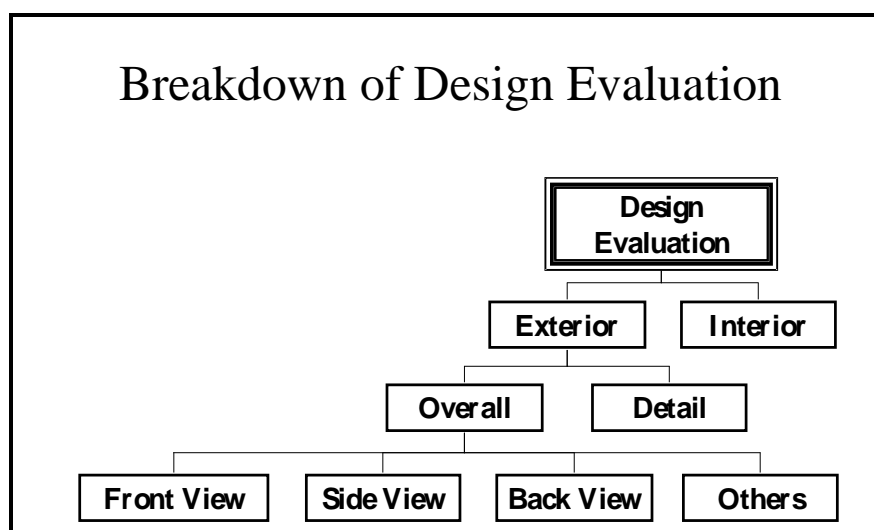 Breakdown of Design Evaluation
Design
Evaluation
Exterior
Interior
Overall
Detail
Front View
Side View
Back View
Others